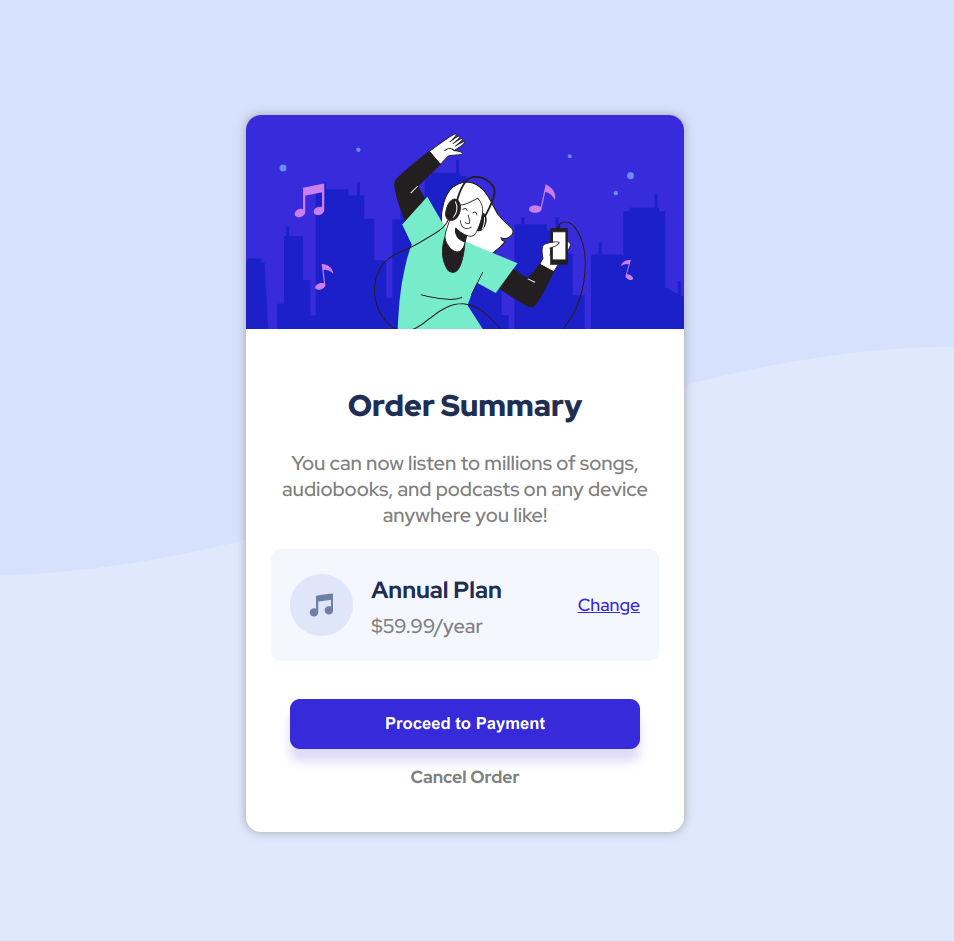 Order Summary
You can now listen to millions of songs,
audiobooks, and podcasts on any device
anywhere you like!
Annual Plan
$59.99/year
Change
Proceed to Payment
Cancel Order